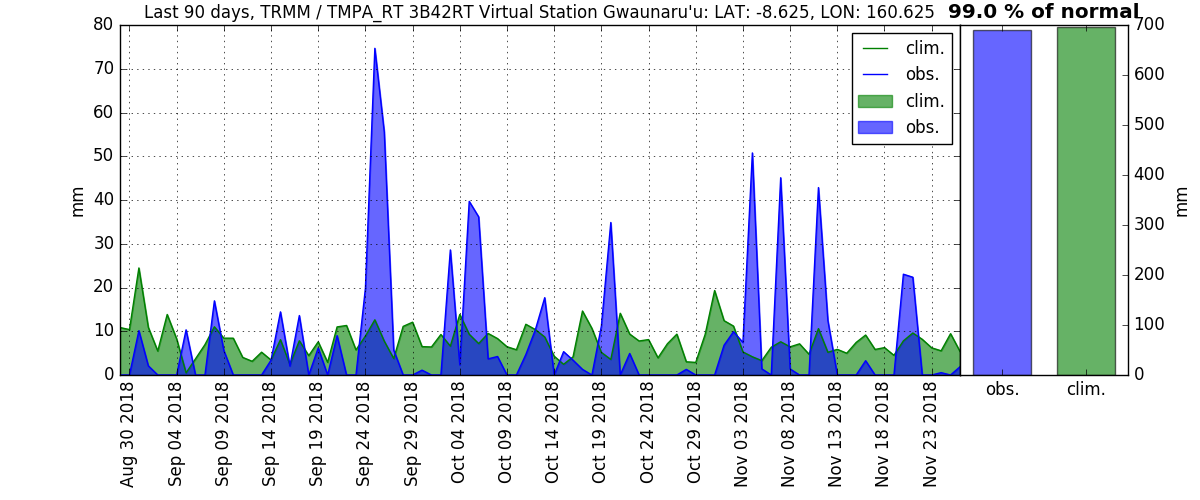 Last 90 days, TRMM / TMPA_RT 3B42RT Virtual Station Gwaunaru'u: LAT: -8.625, LON: 160.625 99.0 % of normal
80
70
60
50
40
30
20
10
0
mm
clim.
obs.
clim.
obs.
700
600
500
400
300
200
100
0
mm
obs. clim.
Aug 30 2018
Sep 04 2018
Sep 09 2018
Sep 14 2018
Sep 19 2018
Sep 24 2018
Sep 29 2018
Oct 04 2018
Oct 09 2018
Oct 14 2018
Oct 19 2018
Oct 24 2018
Oct 29 2018
Nov 03 2018
Nov 08 2018
Nov 13 2018
Nov 18 2018
Nov 23 2018